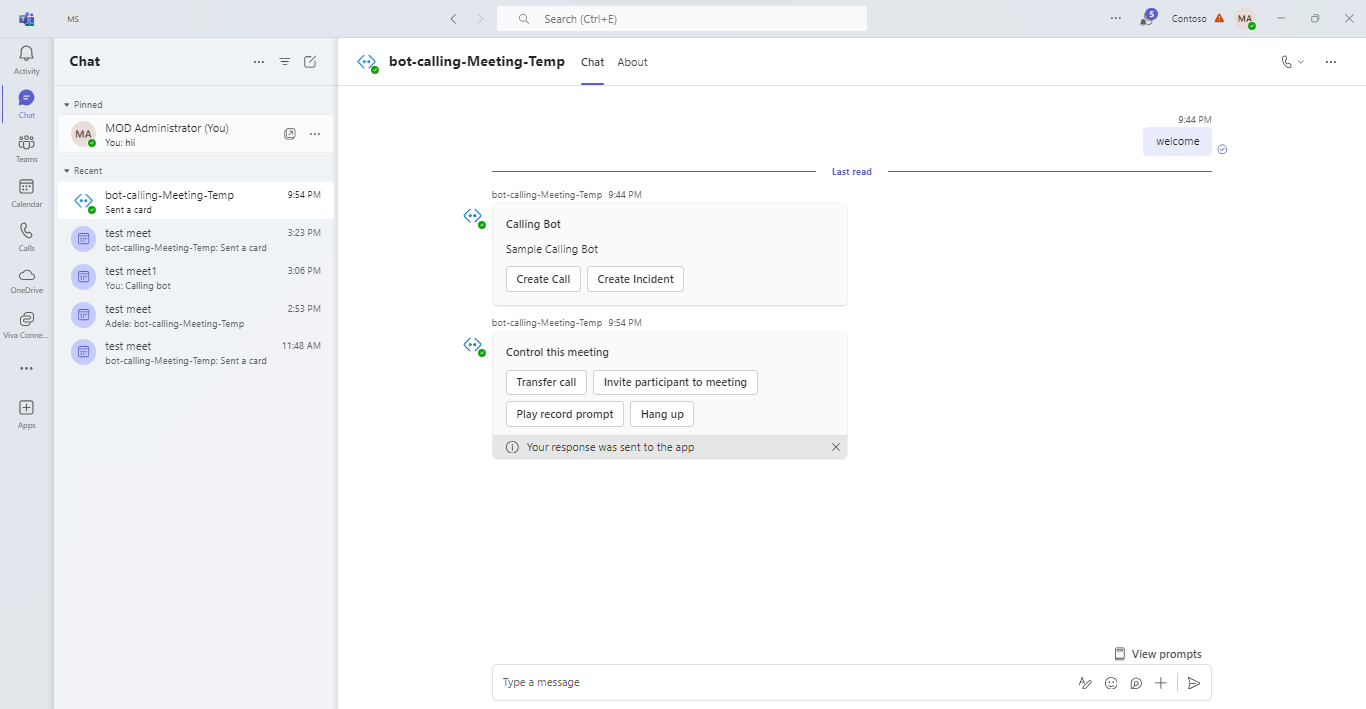 MS
Search (Ctrl+E)
5
Contoso
MA
Activity
Chat
Teams
Calendar
Calls
OneDrive
Viva Conne...
Apps
Chat
Pinned
MA
MOD Administrator (You)
You: hii
Recent
bot-calling-Meeting-Temp 9:54 PM
Sent a card
test meet 3:23 PM
bot-calling-Meeting-Temp: Sent a card
test meet1 3:06 PM
You: Calling bot
test meet 2:53 PM
Adele: bot-calling-Meeting-Temp
test meet 11:48 AM
bot-calling-Meeting-Temp: Sent a card
bot-calling-Meeting-Temp Chat About
9:44 PM
welcome
Last read
bot-calling-Meeting-Temp 9:44 PM
Calling Bot
Sample Calling Bot
Create Call Create Incident
bot-calling-Meeting-Temp 9:54 PM
Control this meeting
Transfer call Invite participant to meeting
Play record prompt Hang up
Your response was sent to the app
View prompts
Type a message